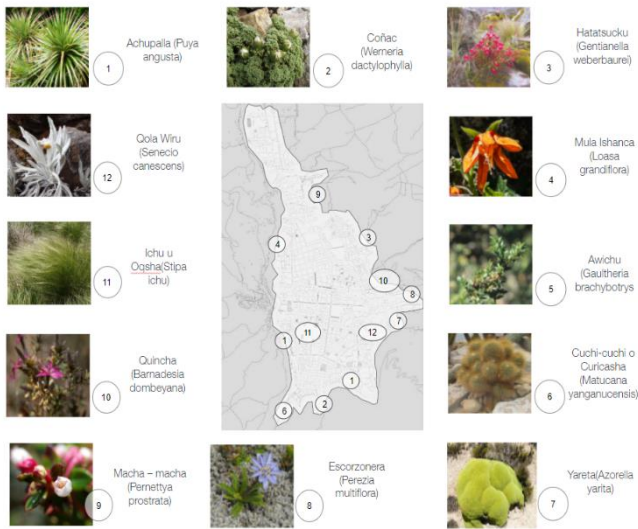 Achupalla (Puya
angusta)
1
Coñac
(Werneria
dactylophylla)
2
Hatatsucku
(Gentianella
weberbaurei)
3
Qola Wiru
(Senecio
canescens)
12
Mula Ishanca
(Loasa
grandiflora)
4
Ichu u
Oqsha(Stipa
ichu)
11
Awichu
(Gaultheria
brachybotrys)
5
Quincha
(Barnadesia
dombeyana)
10
Cuchi-cuchi o
Curicasha
(Matucana
yanganucensis)
6
9
4
3
10
8
7
1
11
12
1
6
2
Macha – macha
(Pernettya
prostrata)
9
Escorzonera
(Perezia
multiflora)
8
Yareta(Azorella
yarita)
7